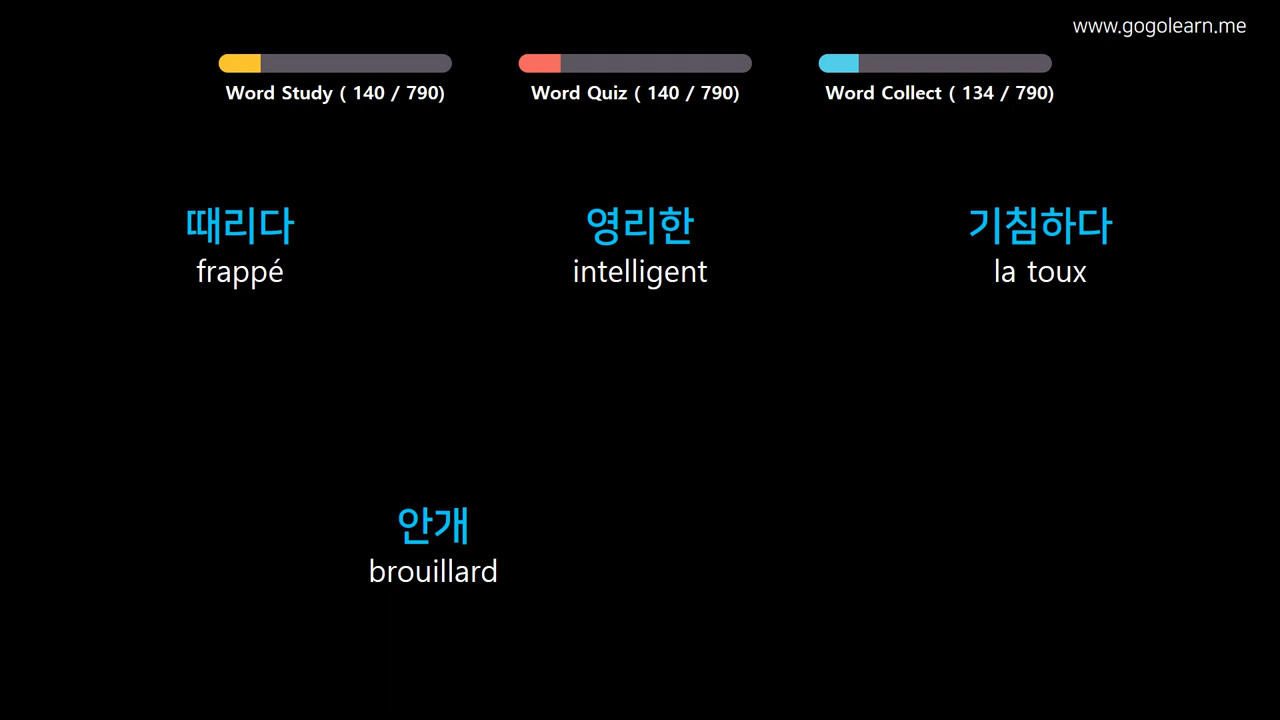 www.gogolearn.me
Word Study ( 140 / 790)
Word Quiz ( 140 / 790)
Word Collect ( 134 / 790)
때리다
frappé
영리한
intelligent
기침하다
la toux
안개
brouillard